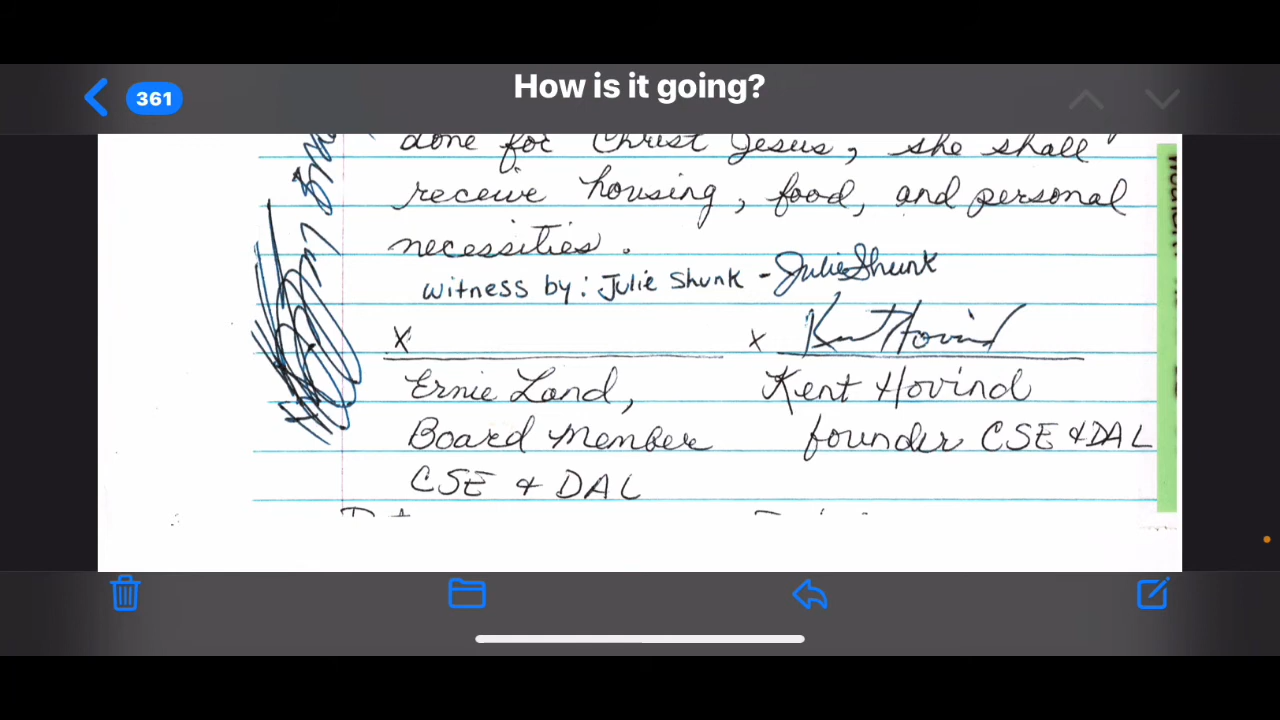 How is it going?
361
done for Christ Jesus, she shall
receive housing, food, and personal
necessities.
witness by: Julie Shunk - Julie Shunk
X
x Kent Hovind
Ernie Land,
Kent Hovind
Board Member
founder CSE & DAL
CSE & DAL